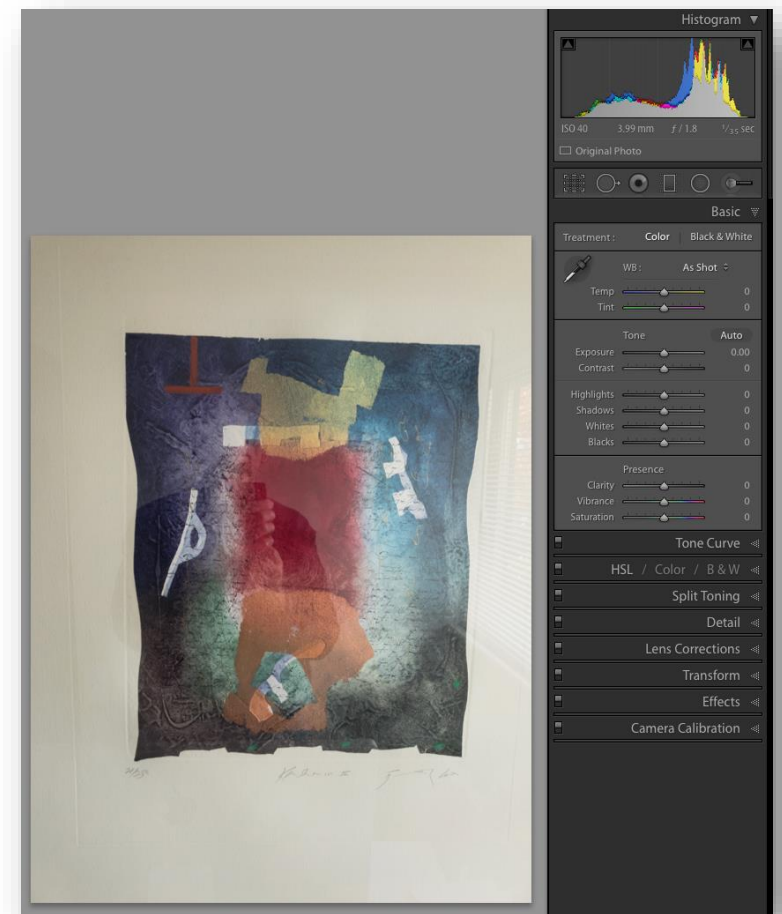 Histogram
ISO 40 3.99 mm ƒ / 1.8 1/35 sec
Original Photo
Basic
Treatment : Color Black & White
WB : As Shot
Temp 0
Tint 0
Tone Auto
Exposure 0.00
Contrast 0
Highlights 0
Shadows 0
Whites 0
Blacks 0
Presence
Clarity 0
Vibrance 0
Saturation 0
Tone Curve
HSL / Color / B & W
Split Toning
Detail
Lens Corrections
Transform
Effects
Camera Calibration